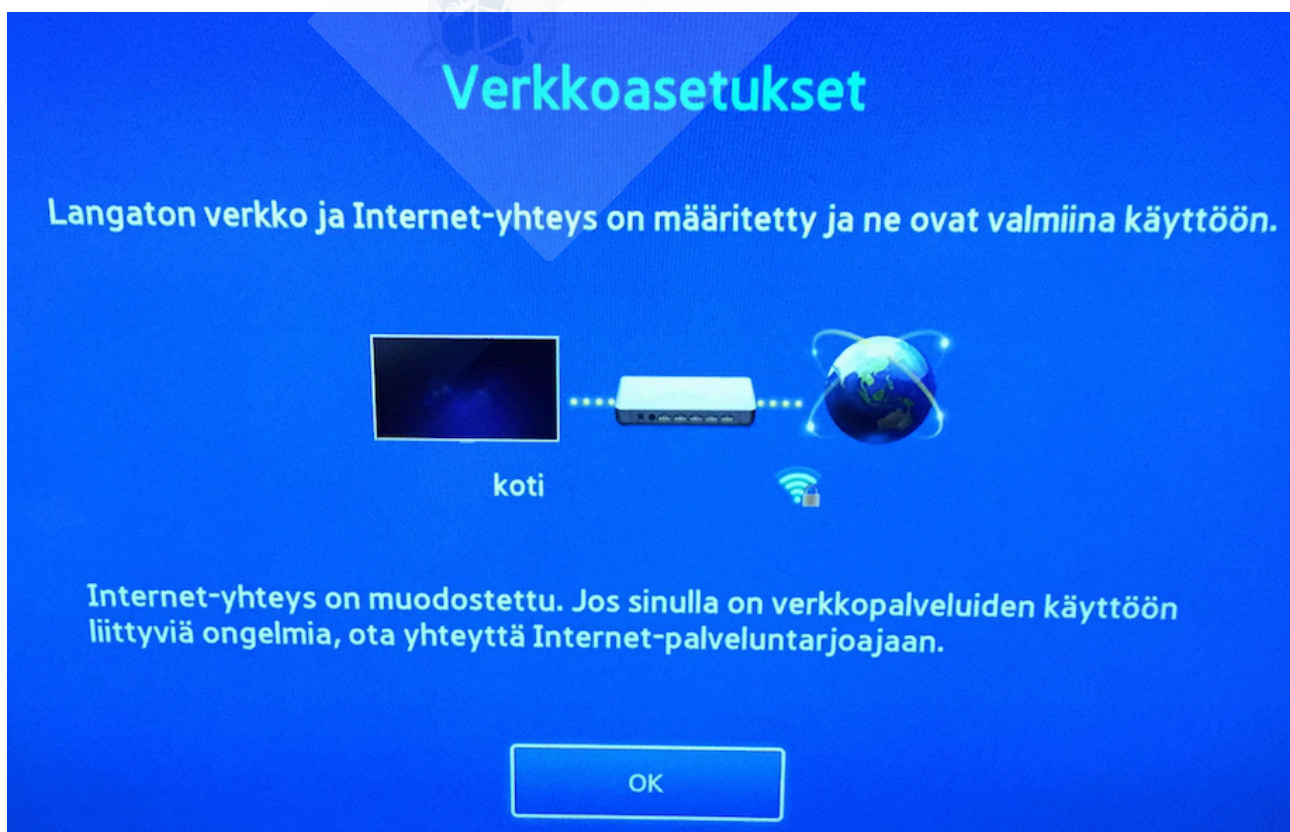 Verkkoasetukset
Langaton verkko ja Internet-yhteys on määritetty ja ne ovat valmiina käyttöön.
koti
Internet-yhteys on muodostettu. Jos sinulla on verkkopalveluiden käyttöön
liittyviä ongelmia, ota yhteyttä Internet-palveluntarjoajaan.
OK